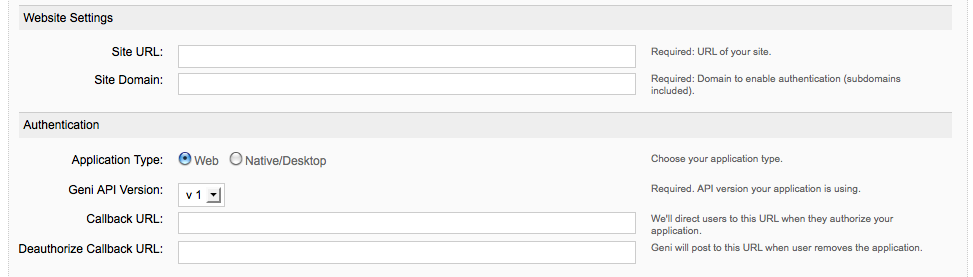 Website Settings
Site URL: Required: URL of your site.
Site Domain: Required: Domain to enable authentication (subdomains
included).
Authentication
Application Type: Web Native/Desktop Choose your application type.
Geni API Version: v 1 Required. API version your application is using.
Callback URL: We'll direct users to this URL when they authorize your
application.
Deauthorize Callback URL: Geni will post to this URL when user removes the application.